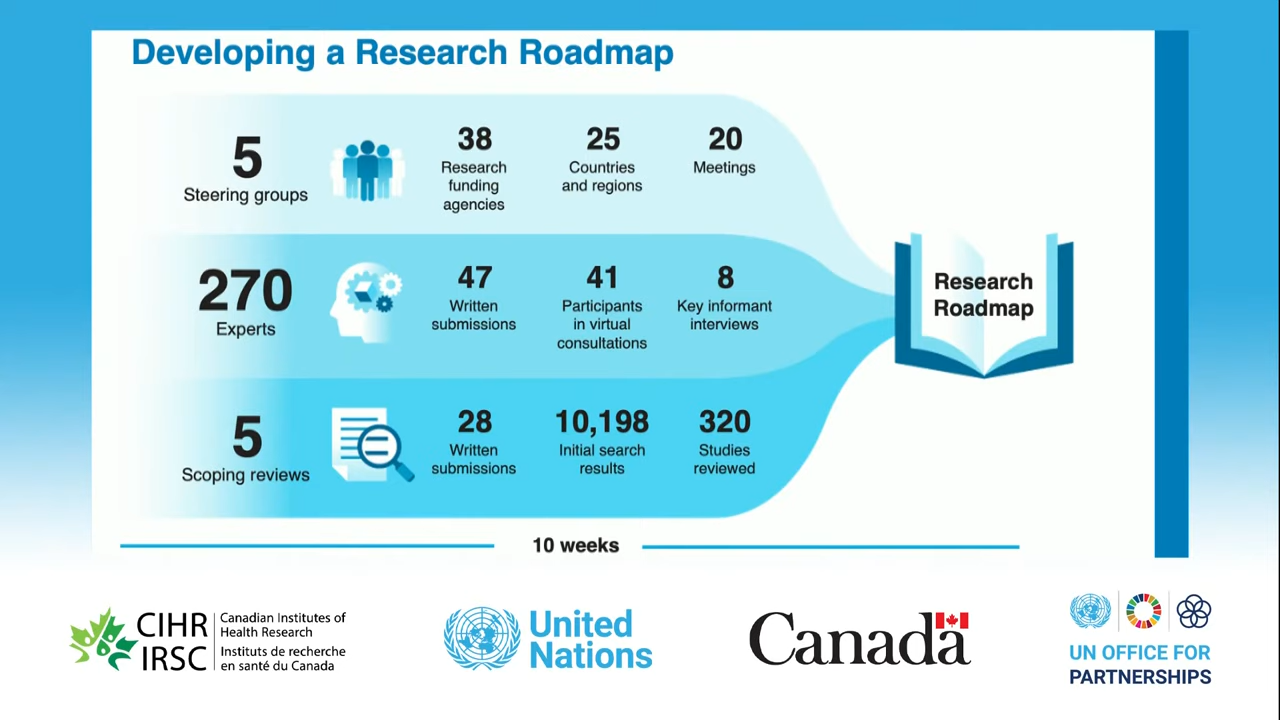 Developing a Research Roadmap
5
Steering groups
38
Research
funding
agencies
25
Countries
and regions
20
Meetings
270
Experts
47
Written
submissions
41
Participants
in virtual
consultations
8
Key informant
interviews
5
Scoping reviews
28
Written
submissions
10,198
Initial search
results
320
Studies
reviewed
Research
Roadmap
10 weeks
CIHR
IRSC
Canadian Institutes of
Health Research
Instituts de recherche
en santé du Canada
United
Nations
Canada
UN OFFICE FOR
PARTNERSHIPS